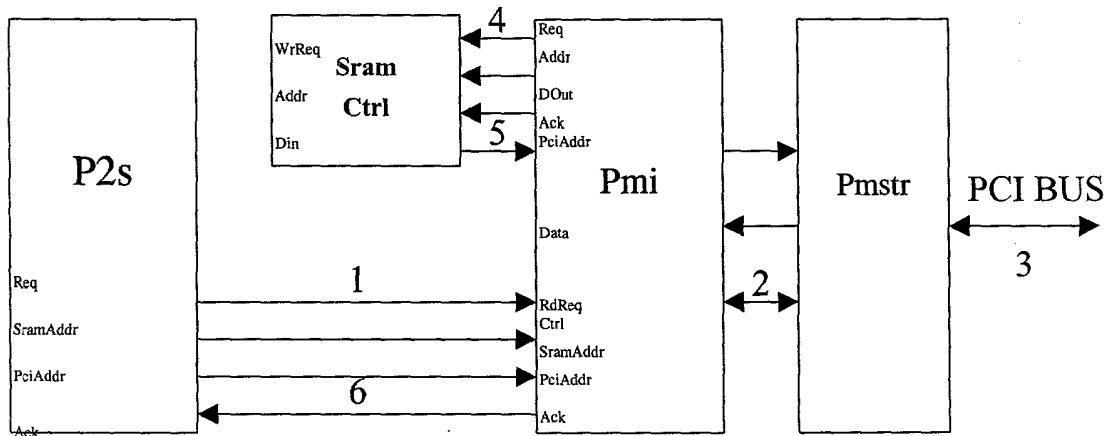 P2s
Req
SramAddr
PciAddr
Ack
WrReq
Addr
Din
Sram
Ctrl
4
5
1
6
Req
Addr
DOut
Ack
PciAddr
Pmi
Data
RdReq
Ctrl
SramAddr
PciAddr
Ack
2
Pmstr
PCI BUS
3